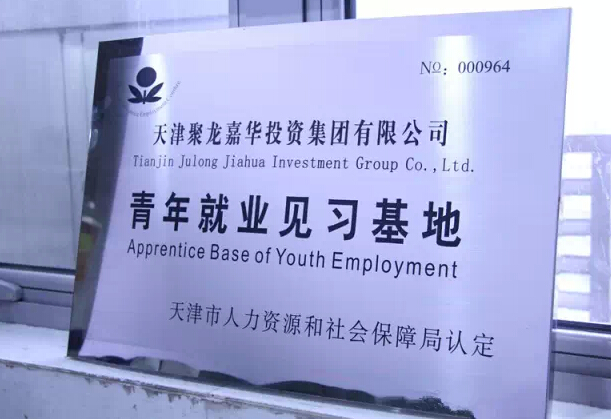 №: 000964
天津聚龙嘉华投资集团有限公司
Tianjin Julong Jiahua Investment Group Co.,Ltd.
青年就业见习基地
Apprentice Base of Youth Employment
天津市人力资源和社会保障局认定